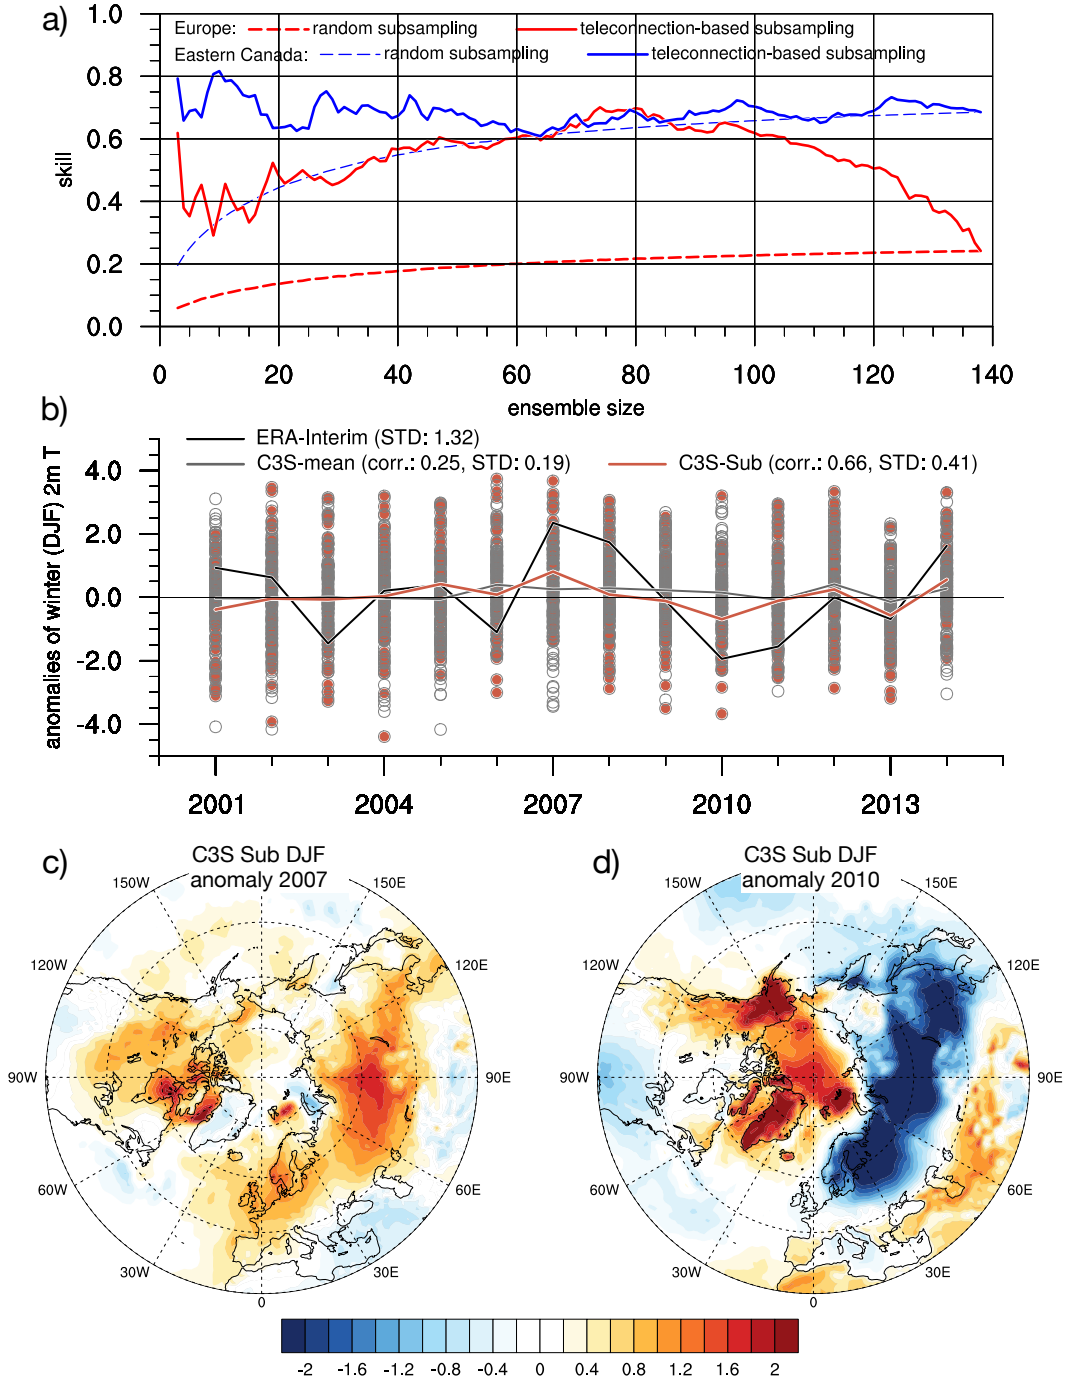 a)
Europe: random subsampling teleconnection-based subsampling
Eastern Canada: random subsampling teleconnection-based subsampling
1.0
0.8
0.6
0.4
0.2
0.0
skill
0 20 40 60 80 100 120 140
ensemble size
b)
ERA-Interim (STD: 1.32)
C3S-mean (corr.: 0.25, STD: 0.19) C3S-Sub (corr.: 0.66, STD: 0.41)
4.0
2.0
0.0
-2.0
-4.0
anomalies of winter (DJF) 2m T
2001 2004 2007 2010 2013
c)
C3S Sub DJF
anomaly 2007
150W 150E
120W 120E
90W 90E
60W 60E
30W 30E
0
d)
C3S Sub DJF
anomaly 2010
150W 150E
120W 120E
90W 90E
60W 60E
30W 30E
0
-2 -1.6 -1.2 -0.8 -0.4 0 0.4 0.8 1.2 1.6 2